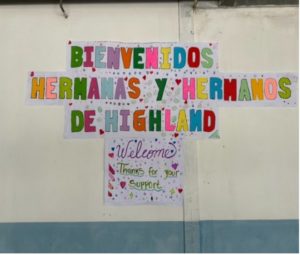 BIENVENIDOS
HERMANAS Y HERMANOS
DE HIGHLAND
Welcome
Thanks for your
Support